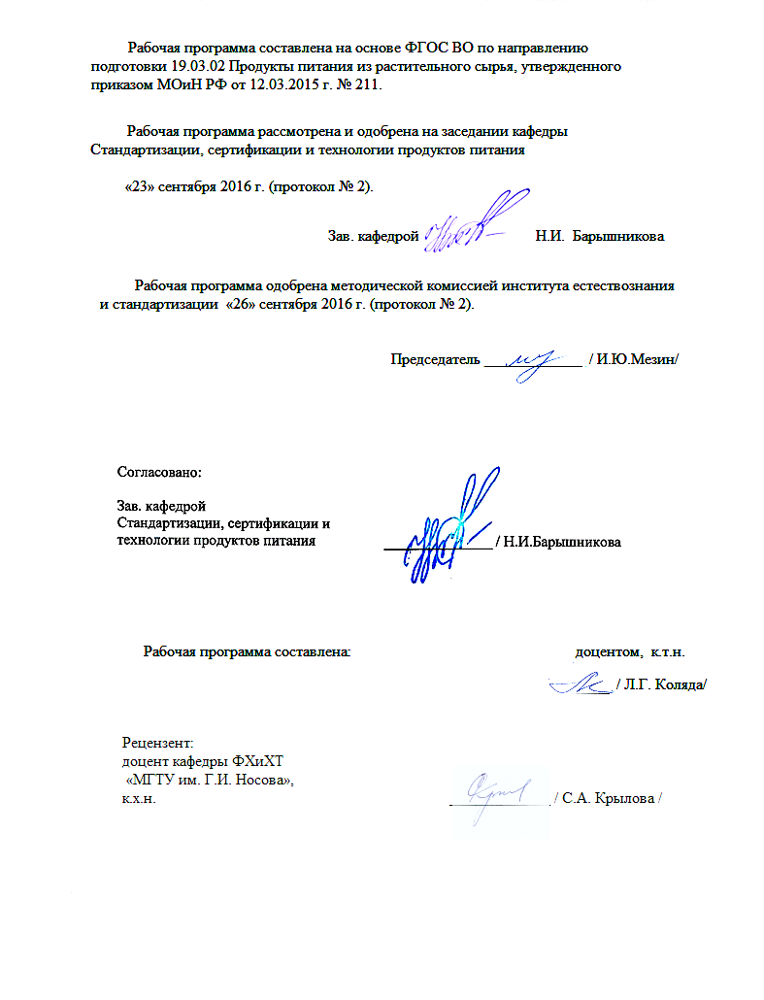 Рабочая программа составлена на основе ФГОС ВО по направлению
подготовки 19.03.02 Продукты питания из растительного сырья, утвержденного
приказом МОиН РФ от 12.03.2015 г. № 211.
Рабочая программа рассмотрена и одобрена на заседании кафедры
Стандартизации, сертификации и технологии продуктов питания
«23» сентября 2016 г. (протокол № 2).
Зав. кафедрой Н.И. Барышникова
Рабочая программа одобрена методической комиссией института естествознания
и стандартизации «26» сентября 2016 г. (протокол № 2).
Председатель / И.Ю.Мезин/
Согласовано:
Зав. кафедрой
Стандартизации, сертификации и
технологии продуктов питания / Н.И.Барышникова
Рабочая программа составлена: доцентом, к.т.н.
/ Л.Г. Коляда/
Рецензент:
доцент кафедры ФХиХТ
«МГТУ им. Г.И. Носова»,
к.х.н. / С.А. Крылова /